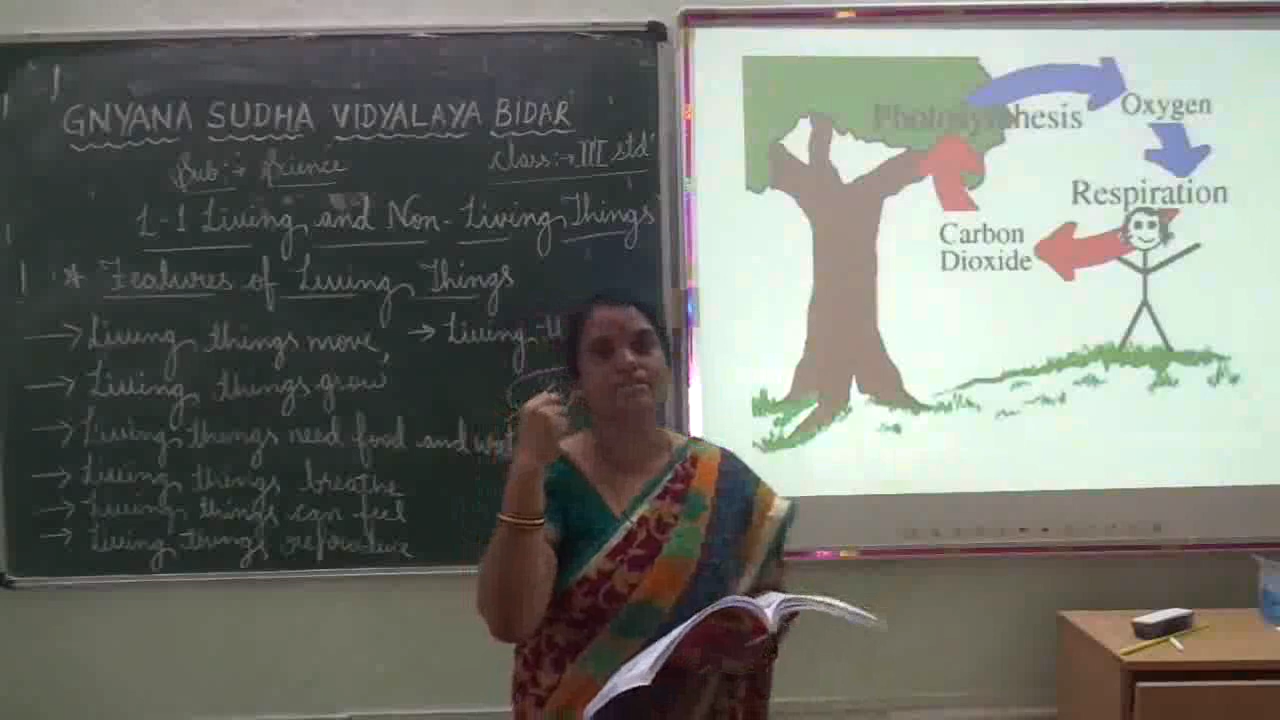 GNYANA SUDHA VIDYALAYA BIDAR
Sub:→ Science
Class:→ III std'
L-1 Living and Non-Living Things
* Features of Living Things
→ Living things move
→ Living
→ Living things grow
→ Living things need food and
→ Living things breathe
→ Living things can feel
→ Living things reproduce
Photosynthesis
Oxygen
Respiration
Carbon
Dioxide